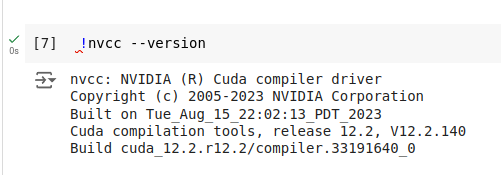 [7] !nvcc --version
0s
nvcc: NVIDIA (R) Cuda compiler driver
Copyright (c) 2005-2023 NVIDIA Corporation
Built on Tue_Aug_15_22:02:13_PDT_2023
Cuda compilation tools, release 12.2, V12.2.140
Build cuda_12.2.r12.2/compiler.33191640_0